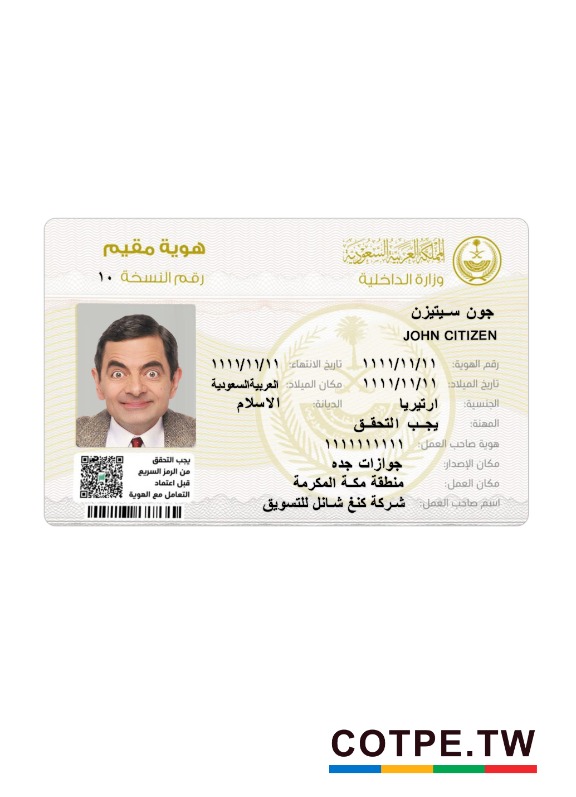 المملكة العربية السعودية
وزارة الداخلية
هوية مقيم
رقم النسخة ١٠
جون سيتيزن
JOHN CITIZEN
رقم الهوية: ١١١١/١١/١١ تاريخ الانتهاء: ١١١١/١١/١١
تاريخ الميلاد: ١١١١/١١/١١ مكان الميلاد: العربيةالسعودية
الجنسية: ارتيريا الديانة: الاسلام
المهنة: يجب التحقق
هوية صاحب العمل: ١١١١١١١١١١
مكان الإصدار: جوازات جده
مكان العمل: منطقة مكة المكرمة
اسم صاحب العمل: شركة كنغ شانل للتسويق
يجب التحقق
من الرمز السريع
قبل اعتماد
التعامل مع الهوية
COTPE.TW